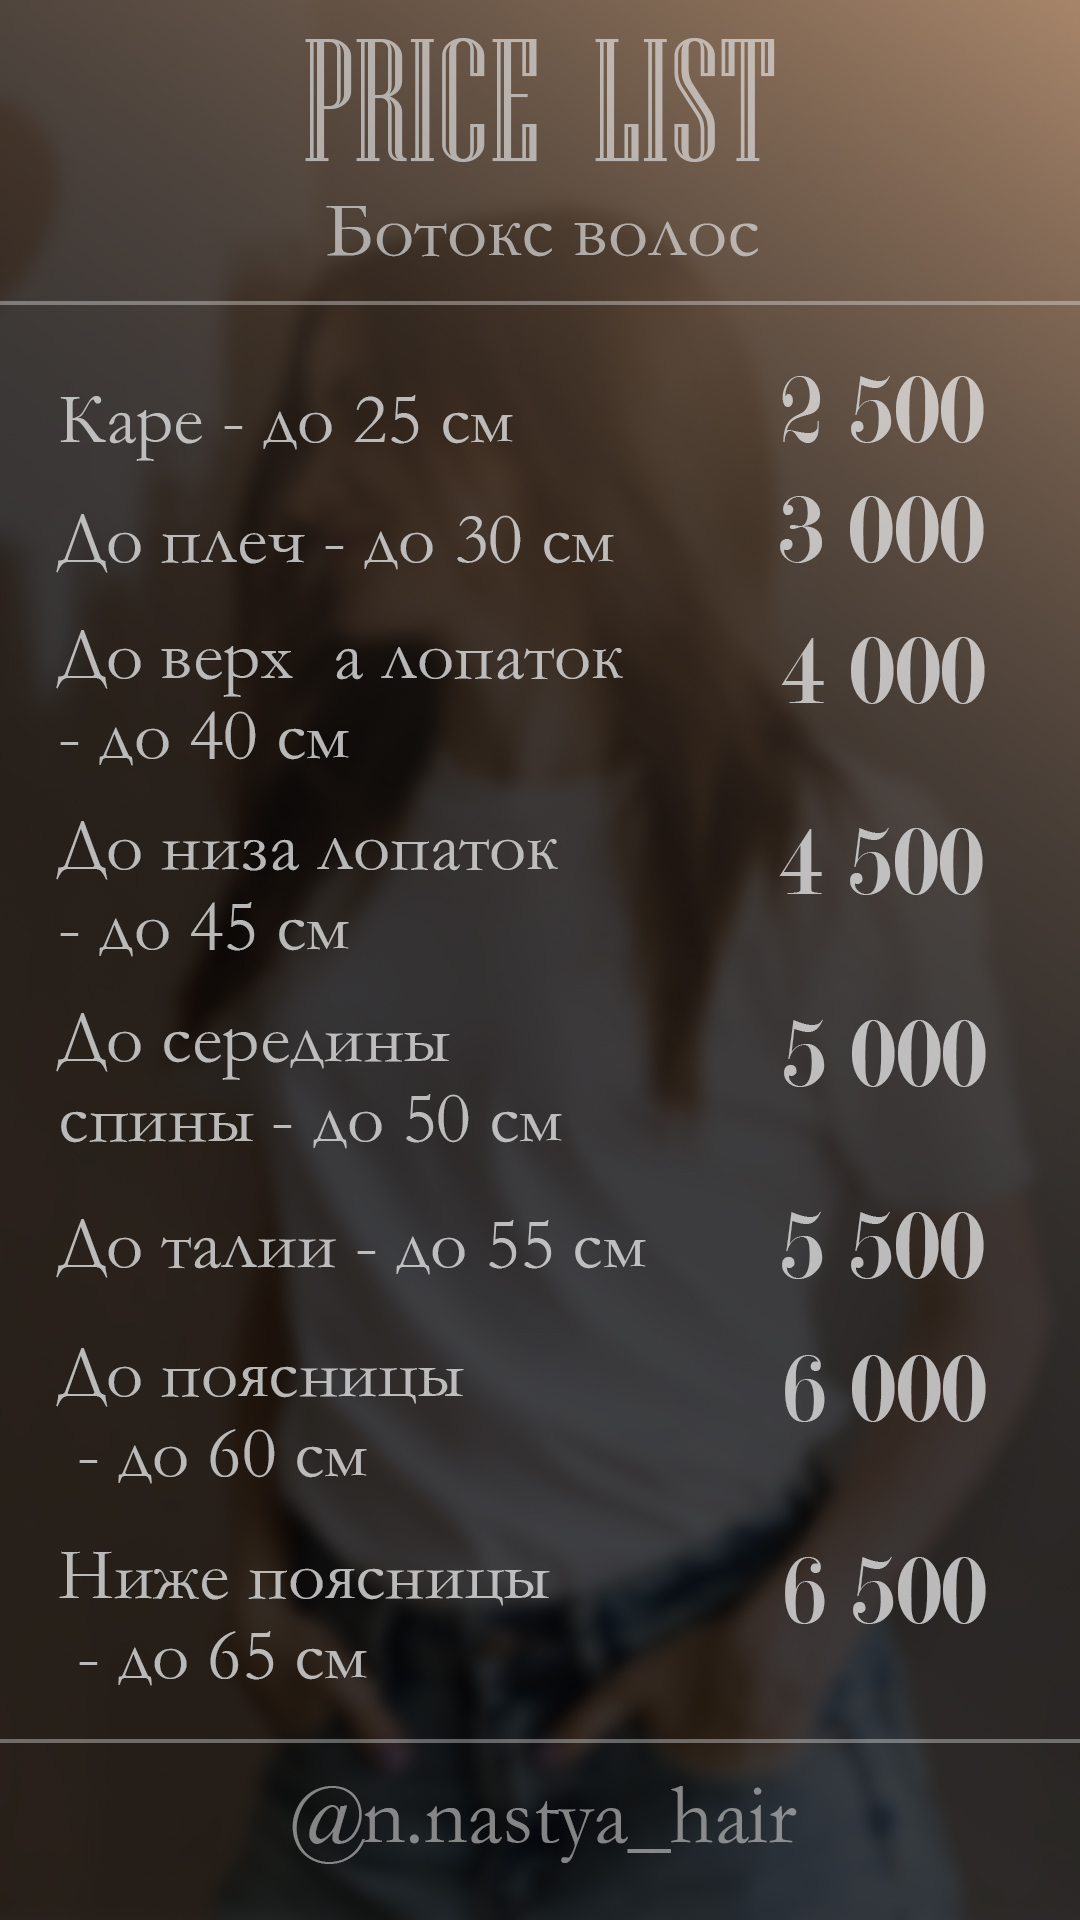 PRICE LIST
Ботокс волос
Каре - до 25 см 2 500
До плеч - до 30 см 3 000
До верх а лопаток 4 000
- до 40 см
До низа лопаток 4 500
- до 45 см
До середины 5 000
спины - до 50 см
До талии - до 55 см 5 500
До поясницы 6 000
- до 60 см
Ниже поясницы 6 500
- до 65 см
@n.nastya_hair